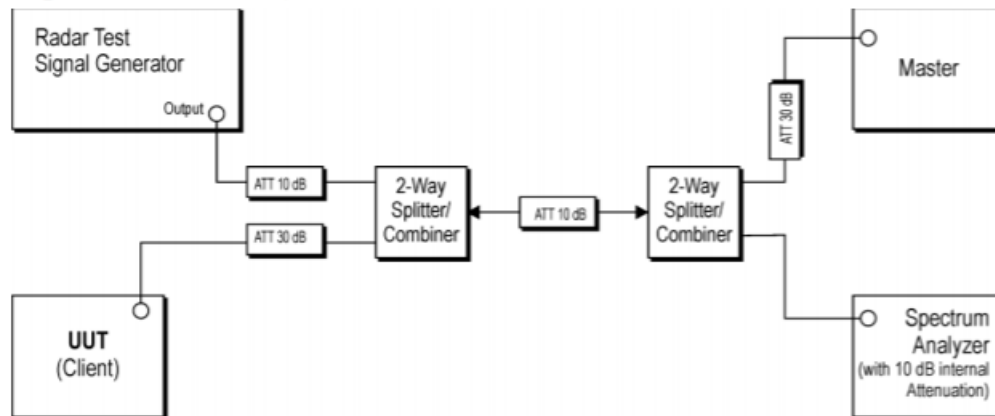 Radar Test
Signal Generator
Output
Master
ATT 30 dB
ATT 10 dB
2-Way
Splitter/
Combiner
ATT 10 dB
2-Way
Splitter/
Combiner
ATT 30 dB
UUT
(Client)
Spectrum
Analyzer
(with 10 dB internal
Attenuation)